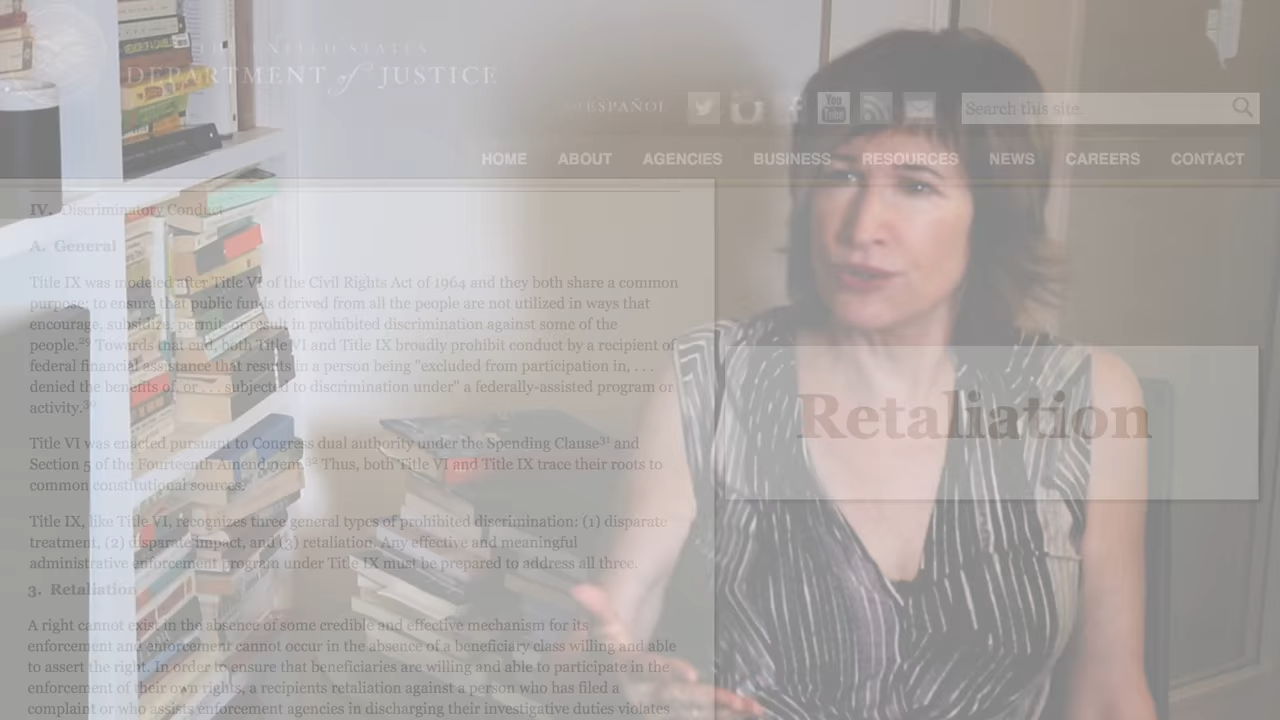 THE UNITED STATES
DEPARTMENT of JUSTICE
ESPAÑOL
You
Tube
Search this site
HOME ABOUT AGENCIES BUSINESS RESOURCES NEWS CAREERS CONTACT
IV. Discriminatory Conduct
A. General
Title IX was modeled after Title VI of the Civil Rights Act of 1964 and they both share a common
purpose; to ensure that public funds derived from all the people are not utilized in ways that
encourage, subsidize, permit, or result in prohibited discrimination against some of the
people.29 Towards that end, both Title VI and Title IX broadly prohibit conduct by a recipient of
federal financial assistance that results in a person being "excluded from participation in, . . .
denied the benefits of, or . . . subjected to discrimination under" a federally-assisted program or
activity.30
Title VI was enacted pursuant to Congress dual authority under the Spending Clause31 and
Section 5 of the Fourteenth Amendment.32 Thus, both Title VI and Title IX trace their roots to
common constitutional sources.
Title IX, like Title VI, recognizes three general types of prohibited discrimination: (1) disparate
treatment, (2) disparate impact, and (3) retaliation. Any effective and meaningful
administrative enforcement program under Title IX must be prepared to address all three.
3. Retaliation
A right cannot exist in the absence of some credible and effective mechanism for its
enforcement and enforcement cannot occur in the absence of a beneficiary class willing and able
to assert the right. In order to ensure that beneficiaries are willing and able to participate in the
enforcement of their own rights, a recipients retaliation against a person who has filed a
complaint or who assists enforcement agencies in discharging their investigative duties violates
Retaliation